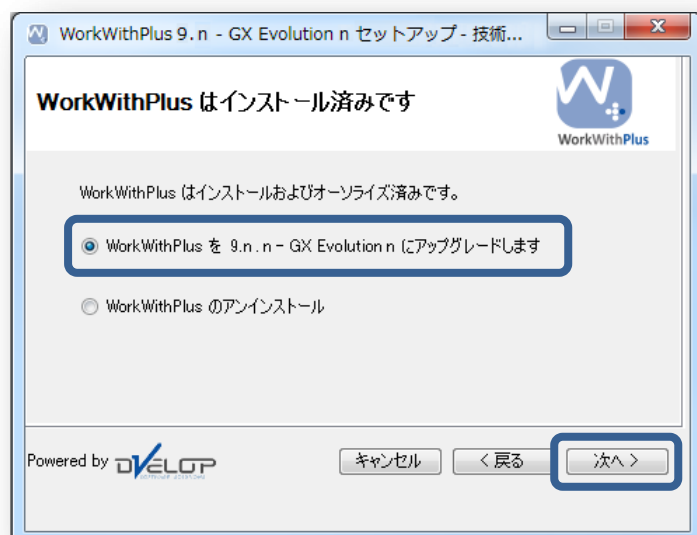 WorkWithPlus 9.n - GX Evolution n セットアップ - 技術...
WorkWithPlus はインストール済みです
WorkWithPlus
WorkWithPlus はインストールおよびオーソライズ済みです。
WorkWithPlus を 9.n.n - GX Evolution n にアップグレードします
WorkWithPlus のアンインストール
Powered by DVELOP
SOFTWARE SOLUTIONS
キャンセル
< 戻る
次へ >